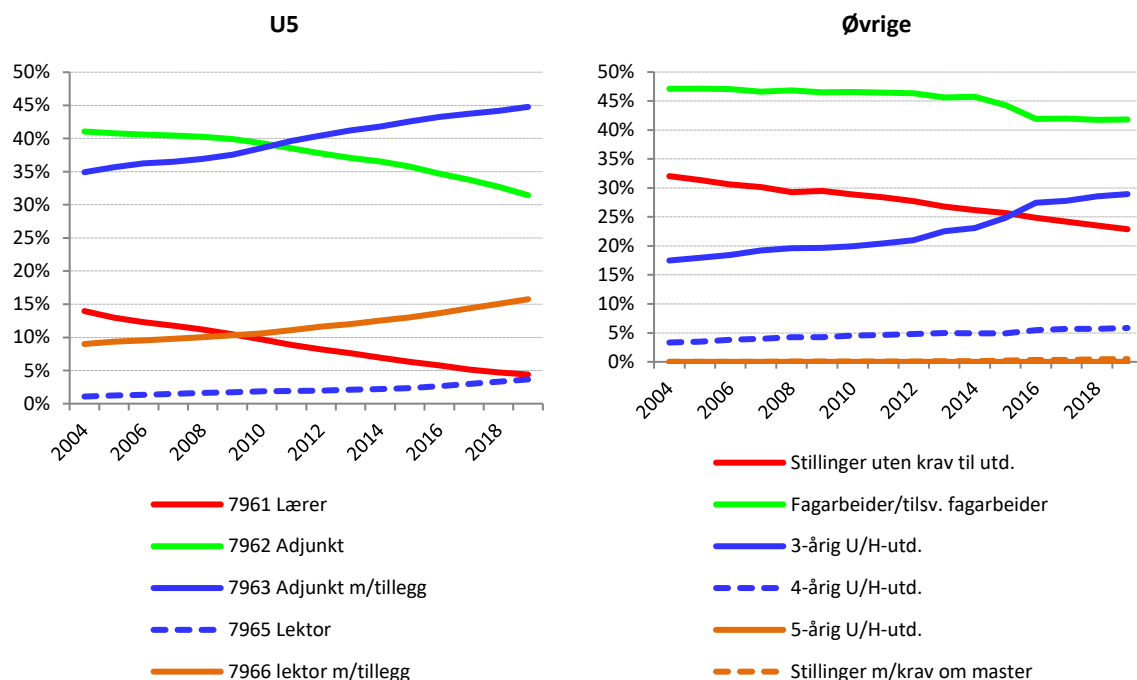 U5
50%
45%
40%
35%
30%
25%
20%
15%
10%
5%
0%
2004
2006
2008
2010
2012
2014
2016
2018
7961 Lærer
7962 Adjunkt
7963 Adjunkt m/tillegg
7965 Lektor
7966 lektor m/tillegg
Øvrige
50%
45%
40%
35%
30%
25%
20%
15%
10%
5%
0%
2004
2006
2008
2010
2012
2014
2016
2018
Stillinger uten krav til utd.
Fagarbeider/tilsv. fagarbeider
3-årig U/H-utd.
4-årig U/H-utd.
5-årig U/H-utd.
Stillinger m/krav om master